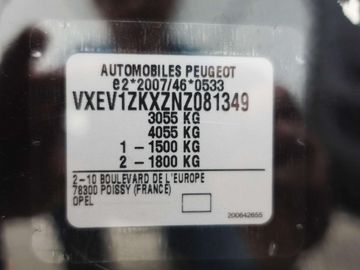 AUTOMOBILES PEUGEOT
e2*2007/46*0533
VXEV1ZKXZNZ081349
3055 KG
4055 KG
1 - 1500 KG
2 - 1800 KG
2-10 BOULEVARD DE L'EUROPE
78300 POISSY (FRANCE)
OPEL
200642655